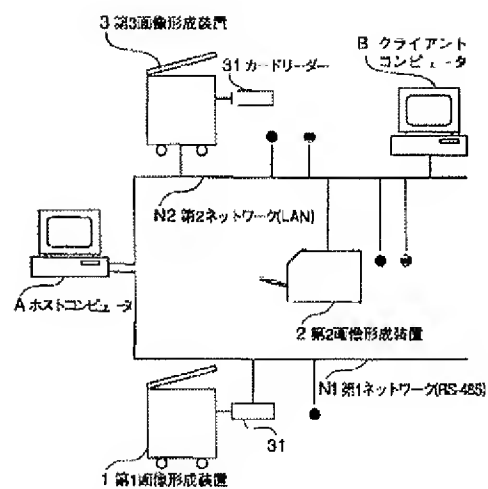 3 第3画像形成装置
31 カードリーダー
B クライアント
コンピュータ
N2 第2ネットワーク(LAN)
A ホストコンピュータ
2 第2画像形成装置
N1 第1ネットワーク(RS-485)
31
1 第1画像形成装置